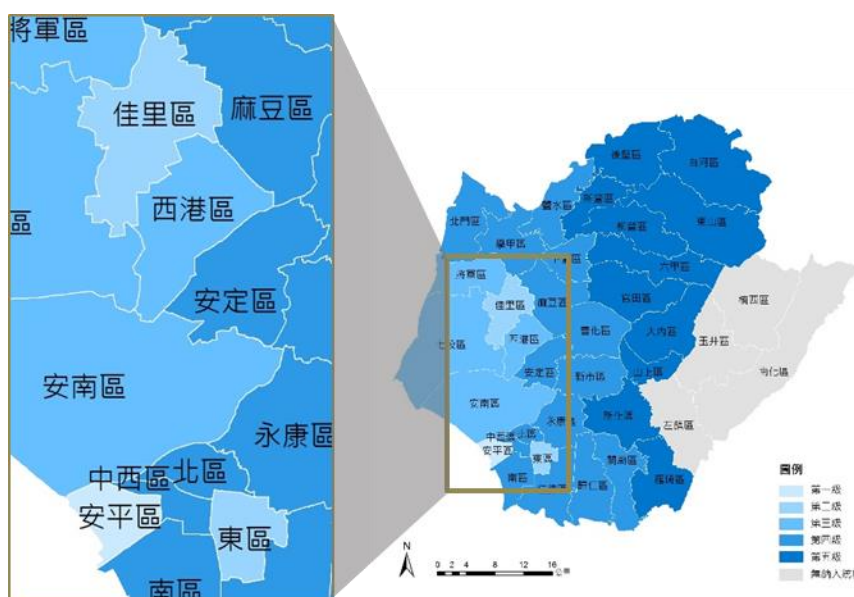 將軍區
佳里區
麻豆區
西港區
區
安定區
安南區
永康區
中西區
北區
安平區
東區
南區
後壁區
白河區
鹽水區
新營區
北門區
柳營區
東山區
學甲區
六甲區
將軍區
官田區
楠西區
佳里區
麻豆區
大內區
玉井區
七股區
西港區
善化區
南化區
安定區
新市區
山上區
安南區
永康區
新化區
左鎮區
中西區
北區
安平區
東區
關廟區
南區
歸仁區
龍崎區
圖例
第一級
第二級
第三級
第四級
第五級
N
0 2 4 8 12 16
公里